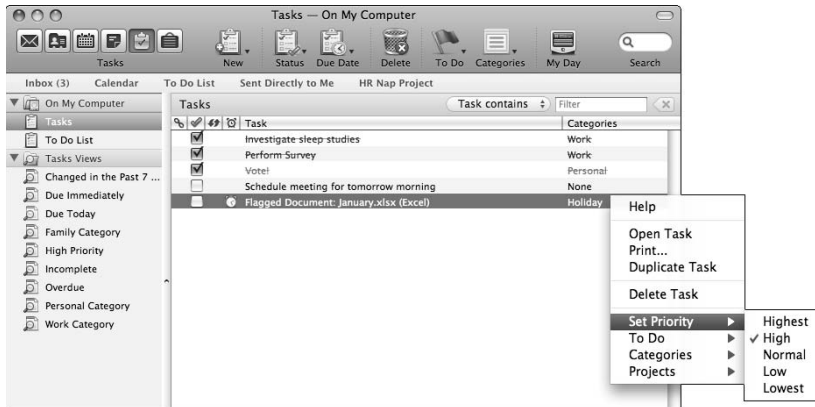 Tasks — On My Computer
Tasks New Status Due Date Delete To Do Categories My Day Search
Inbox (3) Calendar To Do List Sent Directly to Me HR Nap Project
On My Computer
Tasks
To Do List
Tasks Views
Changed in the Past 7 ...
Due Immediately
Due Today
Family Category
High Priority
Incomplete
Overdue
Personal Category
Work Category
Tasks Task contains Filter
Task Categories
Investigate sleep studies Work
Perform Survey Work
Vote! Personal
Schedule meeting for tomorrow morning None
Flagged Document: January.xlsx (Excel) Holiday
Help
Open Task
Print...
Duplicate Task
Delete Task
Set Priority
To Do
Categories
Projects
Highest
High
Normal
Low
Lowest